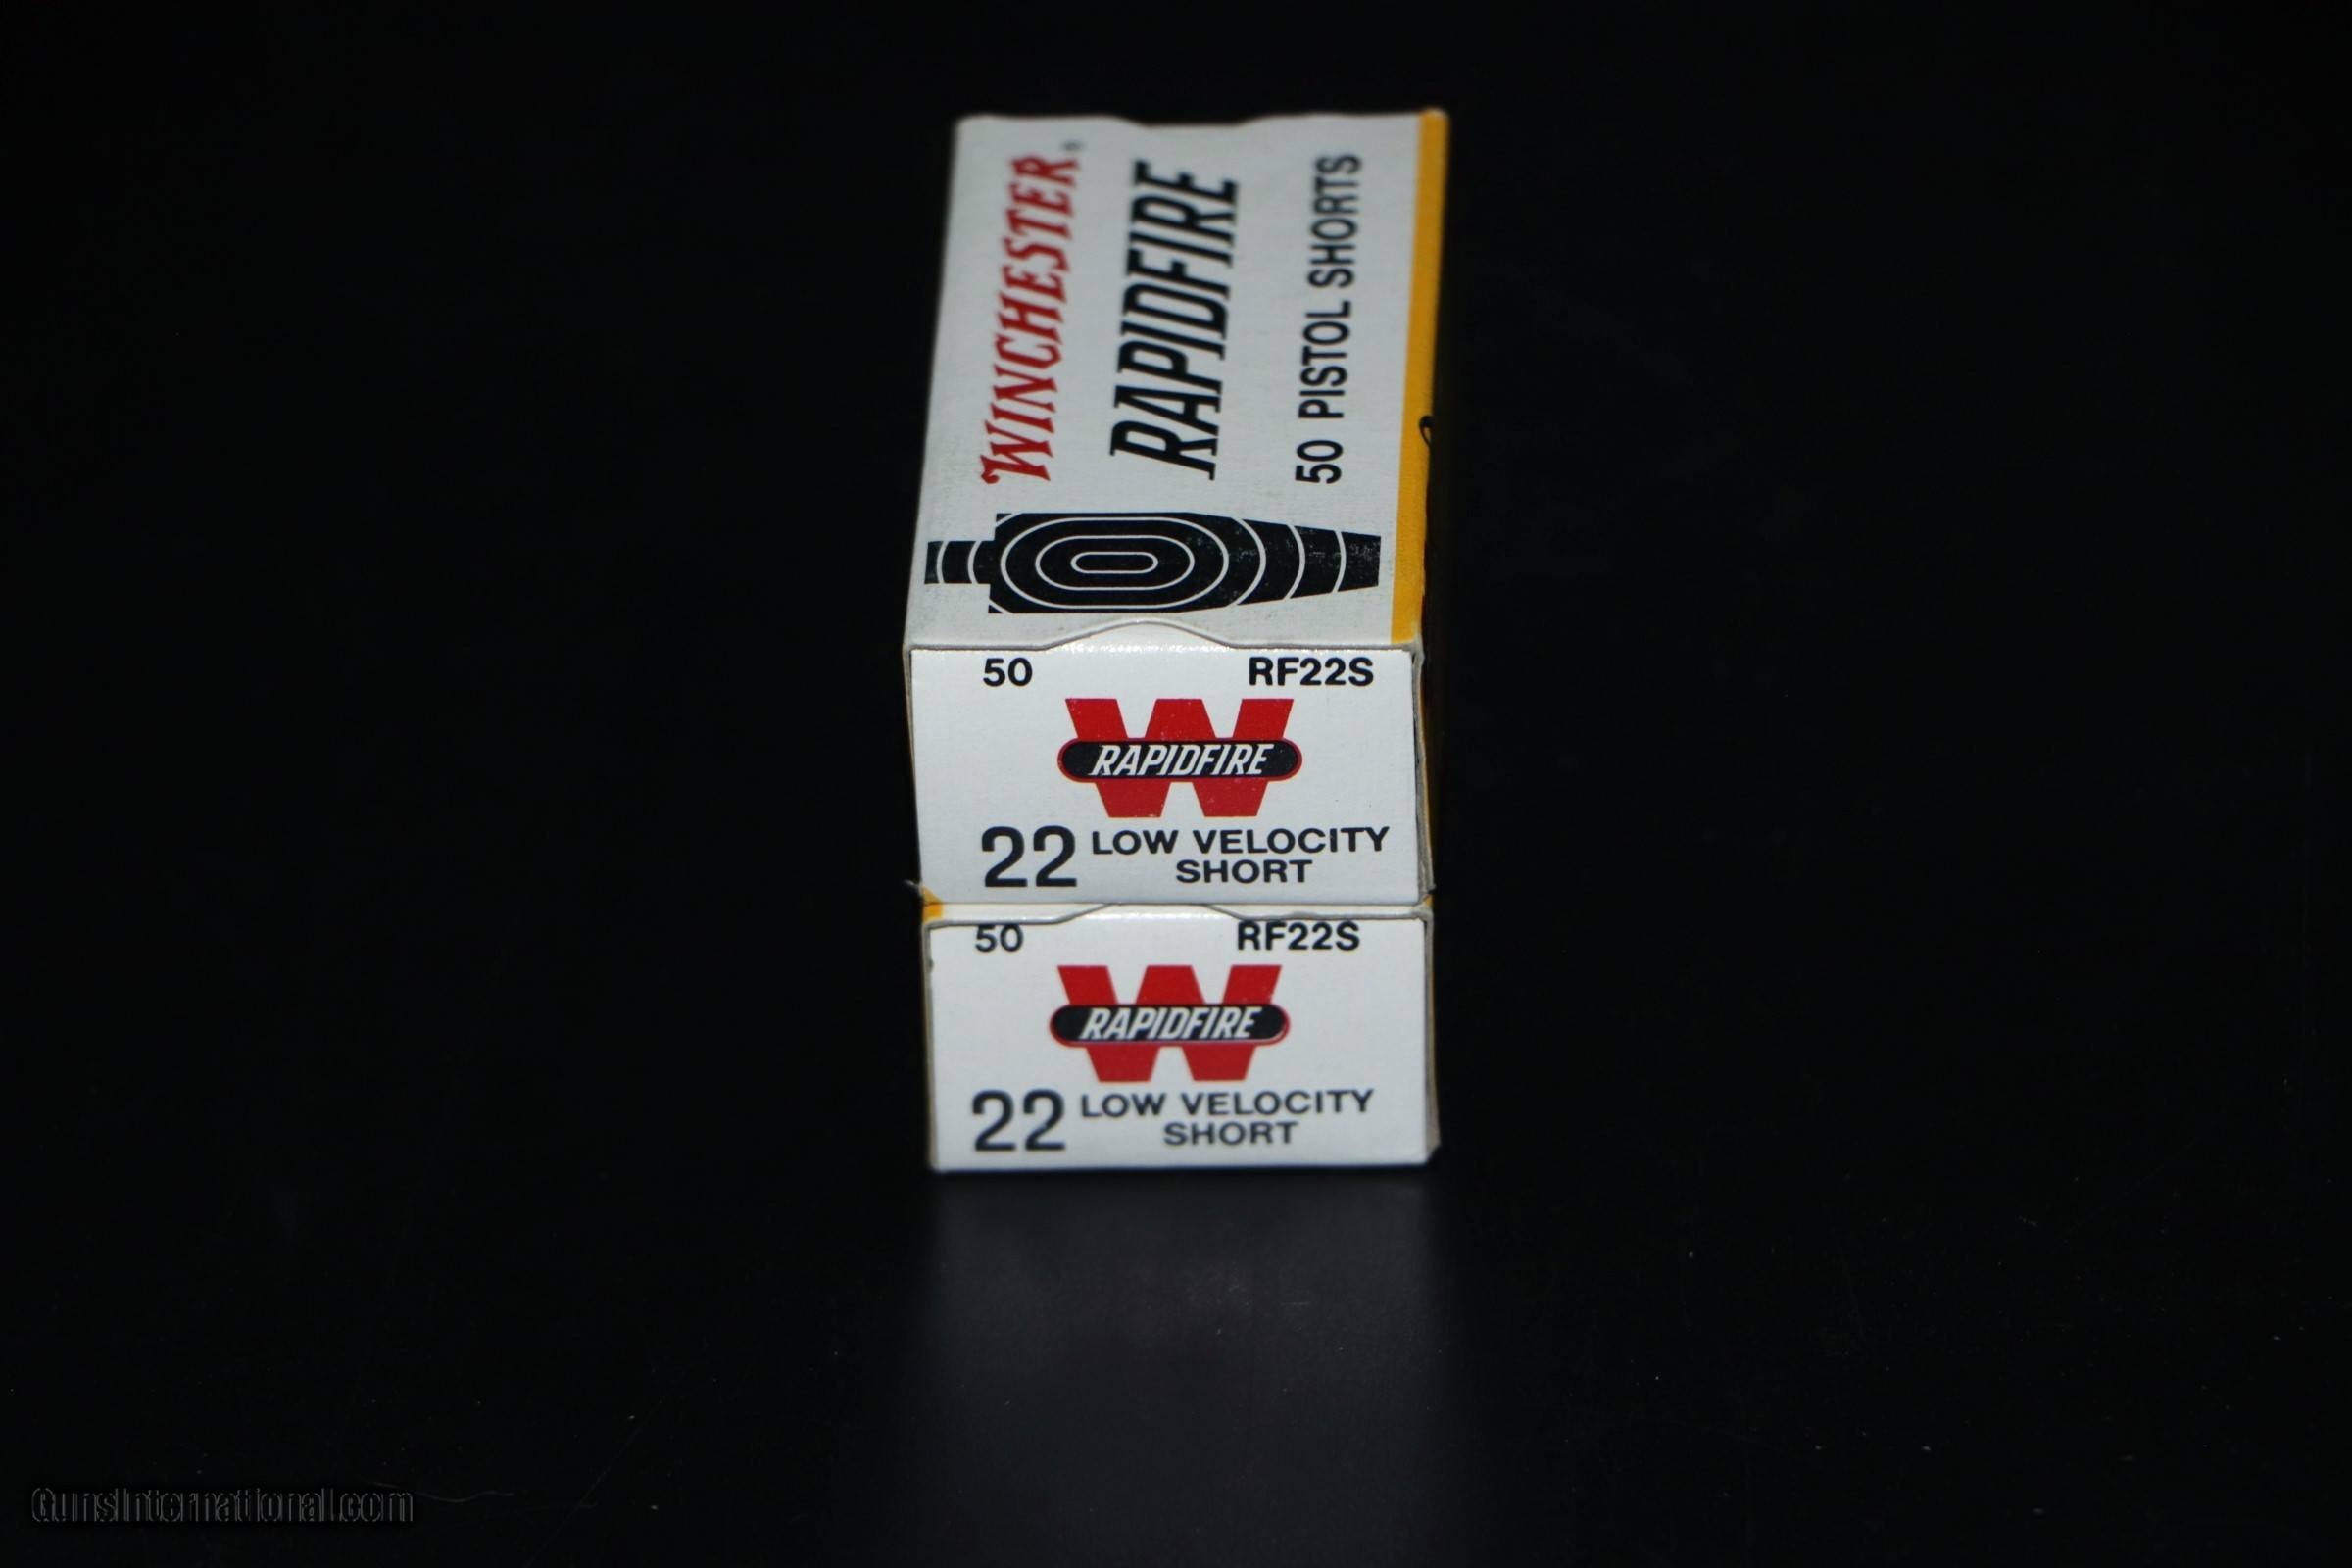 WINCHESTER®
RAPIDFIRE
50 PISTOL SHORTS
50 RF22S
RAPIDFIRE
22 LOW VELOCITY
SHORT
50 RF22S
RAPIDFIRE
22 LOW VELOCITY
SHORT
GunsInternational.com